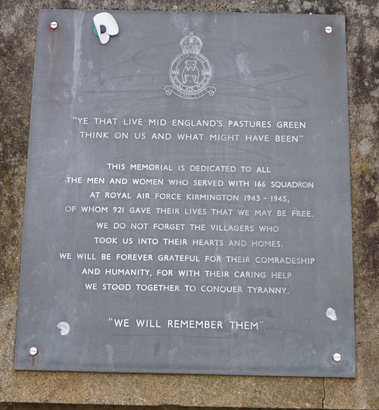 "YE THAT LIVE MID ENGLAND'S PASTURES GREEN
THINK ON US AND WHAT MIGHT HAVE BEEN"
THIS MEMORIAL IS DEDICATED TO ALL
THE MEN AND WOMEN WHO SERVED WITH 166 SQUADRON
AT ROYAL AIR FORCE KIRMINGTON 1943 - 1945,
OF WHOM 921 GAVE THEIR LIVES THAT WE MAY BE FREE.
WE DO NOT FORGET THE VILLAGERS WHO
TOOK US INTO THEIR HEARTS AND HOMES.
WE WILL BE FOREVER GRATEFUL FOR THEIR COMRADESHIP
AND HUMANITY, FOR WITH THEIR CARING HELP
WE STOOD TOGETHER TO CONQUER TYRANNY.
"WE WILL REMEMBER THEM"